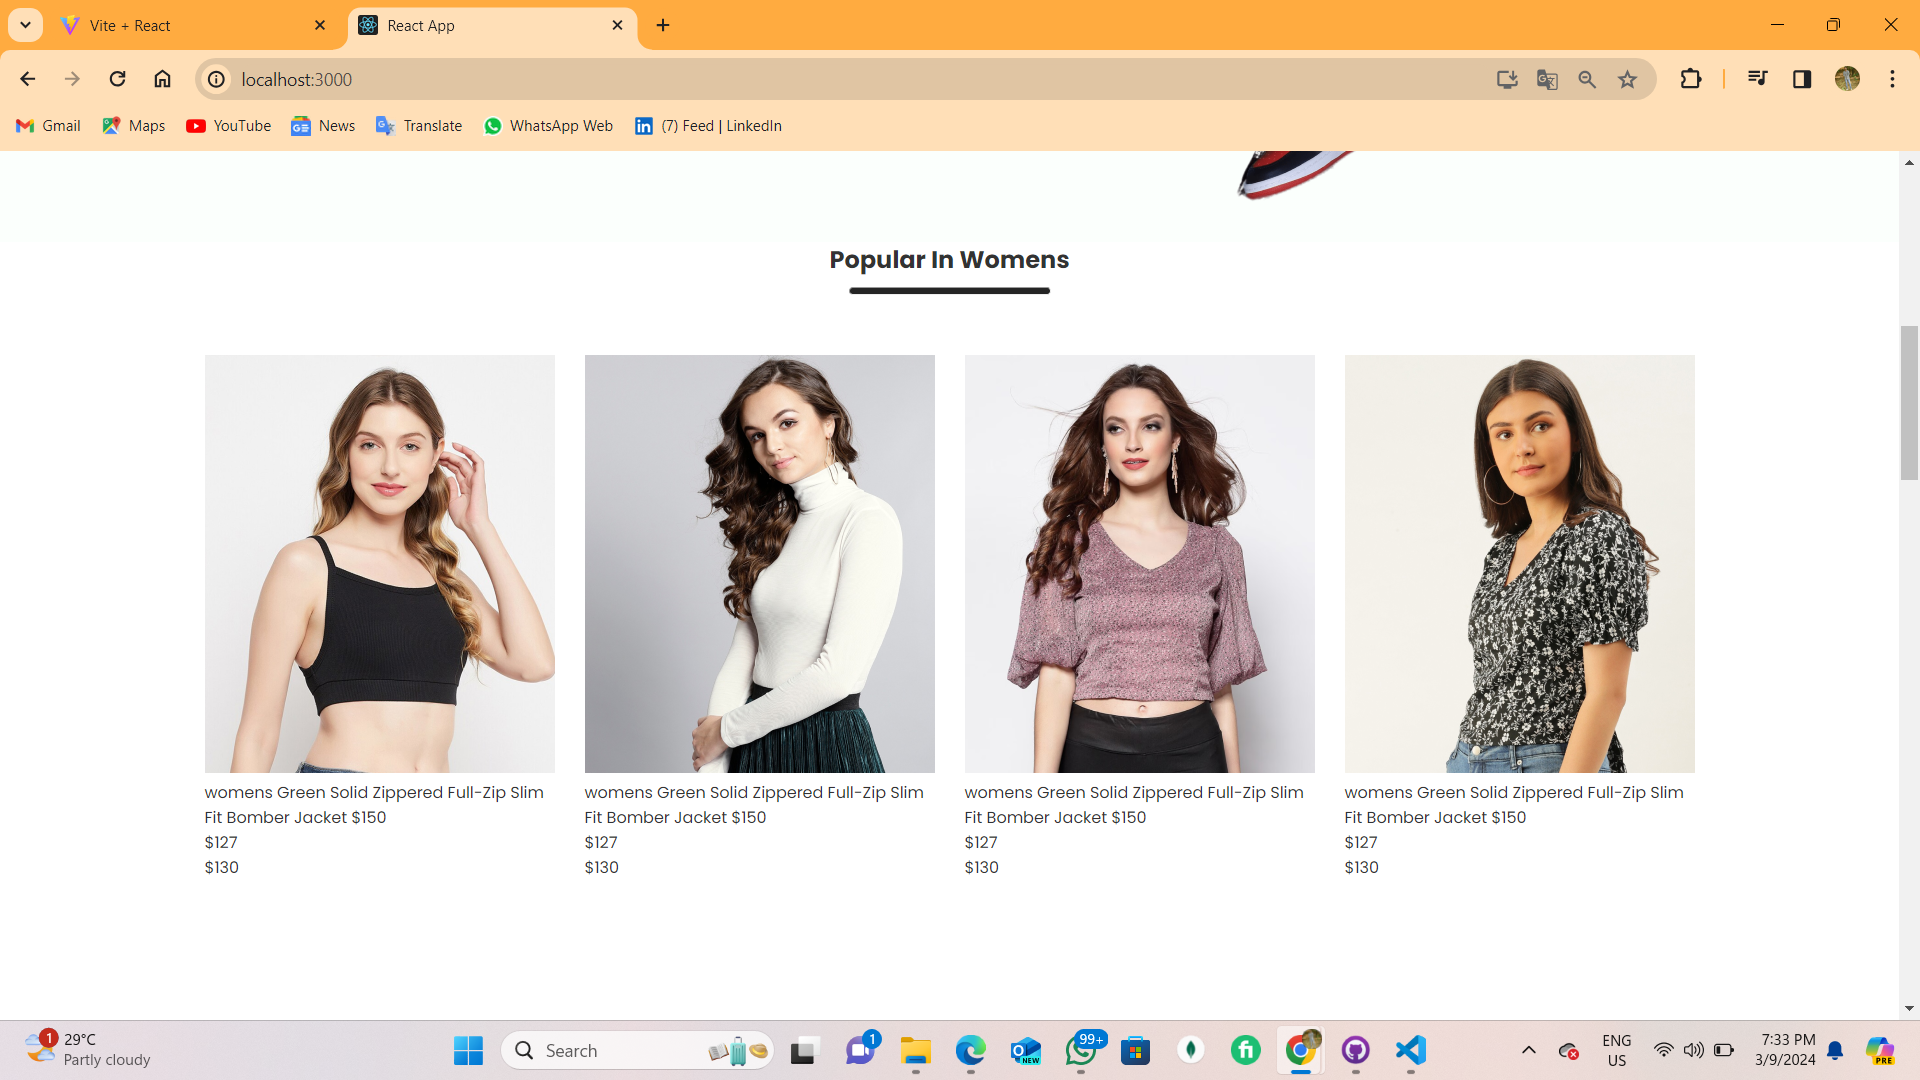 Vite + React
React App
localhost:3000
Gmail
Maps
YouTube
News
Translate
WhatsApp Web
(7) Feed | LinkedIn
Popular In Womens
womens Green Solid Zippered Full-Zip Slim
Fit Bomber Jacket $150
$127
$130
womens Green Solid Zippered Full-Zip Slim
Fit Bomber Jacket $150
$127
$130
womens Green Solid Zippered Full-Zip Slim
Fit Bomber Jacket $150
$127
$130
womens Green Solid Zippered Full-Zip Slim
Fit Bomber Jacket $150
$127
$130
1
29°C
Partly cloudy
Search
1
NEW
99+
ENG
US
7:33 PM
3/9/2024
PRE